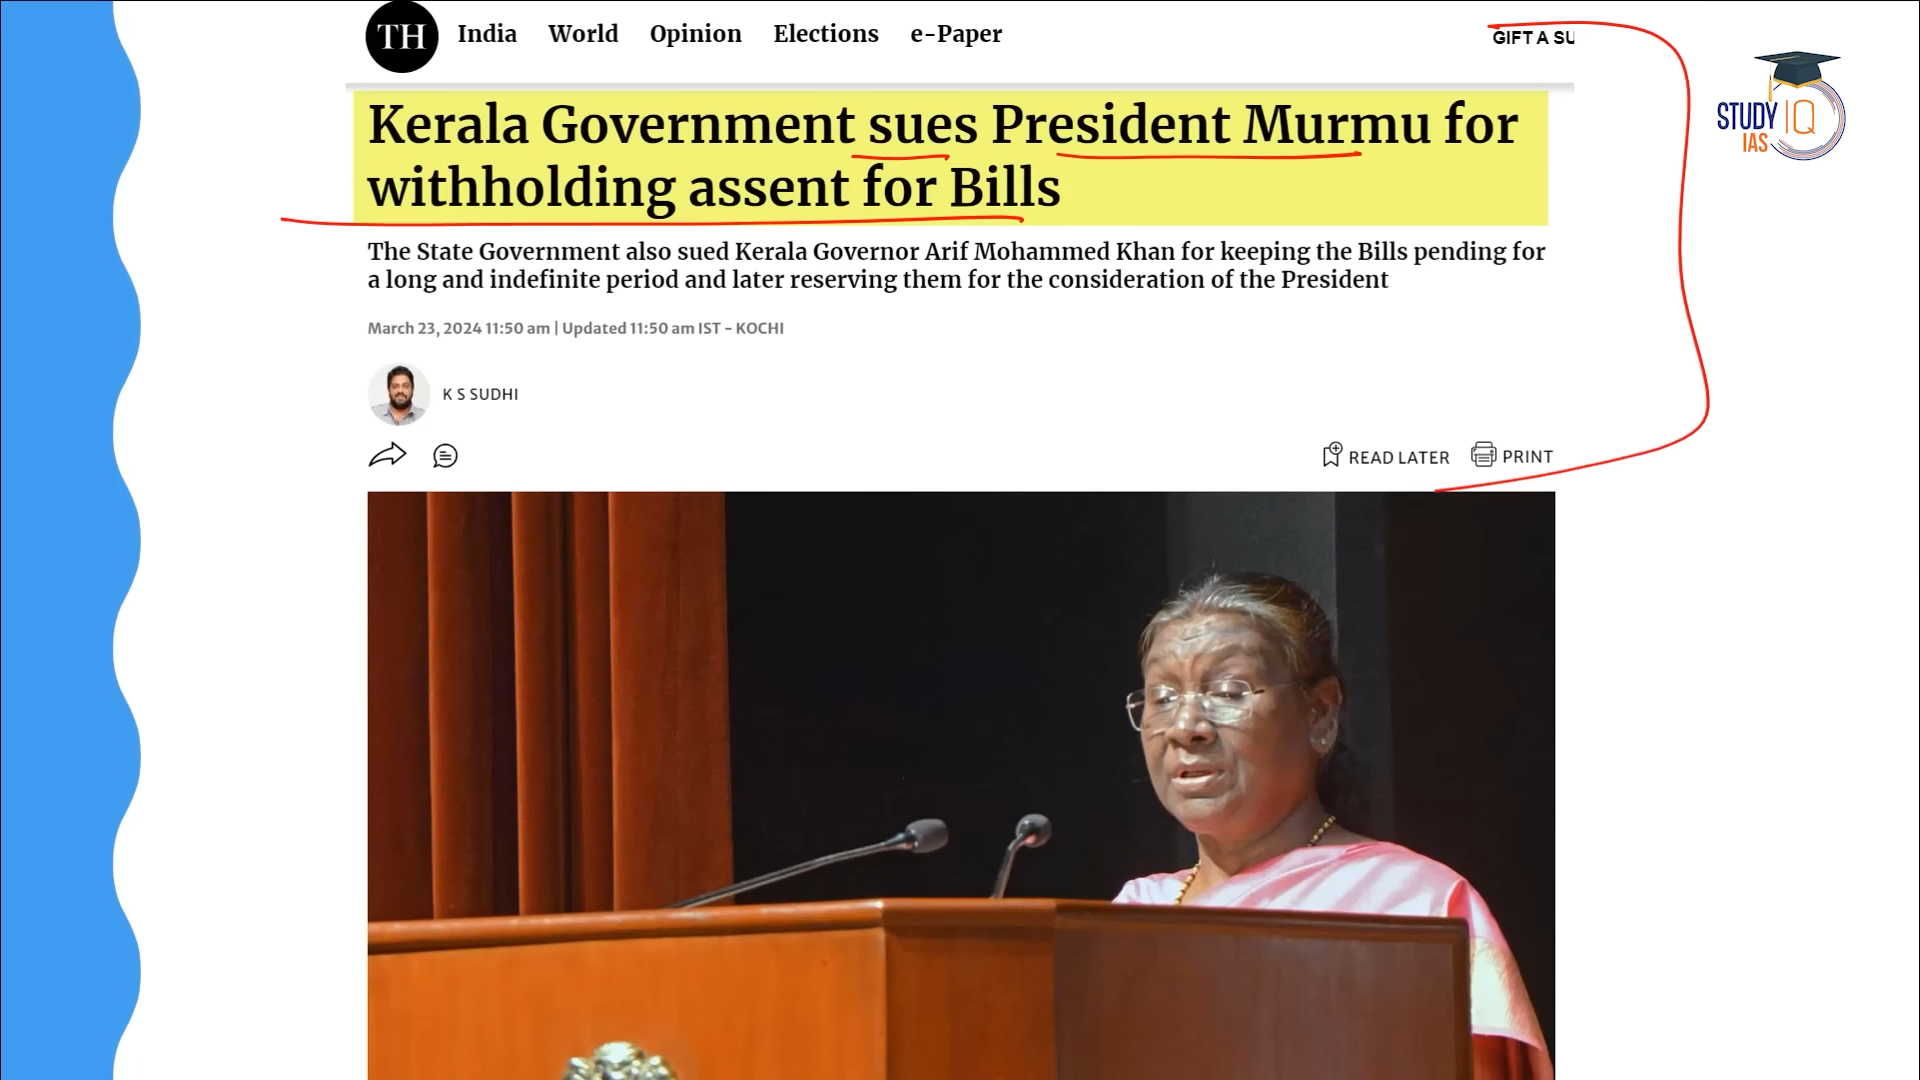 TH India World Opinion Elections e-Paper GIFT A SU
STUDY IQ
IAS
Kerala Government sues President Murmu for
withholding assent for Bills
The State Government also sued Kerala Governor Arif Mohammed Khan for keeping the Bills pending for
a long and indefinite period and later reserving them for the consideration of the President
March 23, 2024 11:50 am | Updated 11:50 am IST - KOCHI
K S SUDHI
READ LATER PRINT